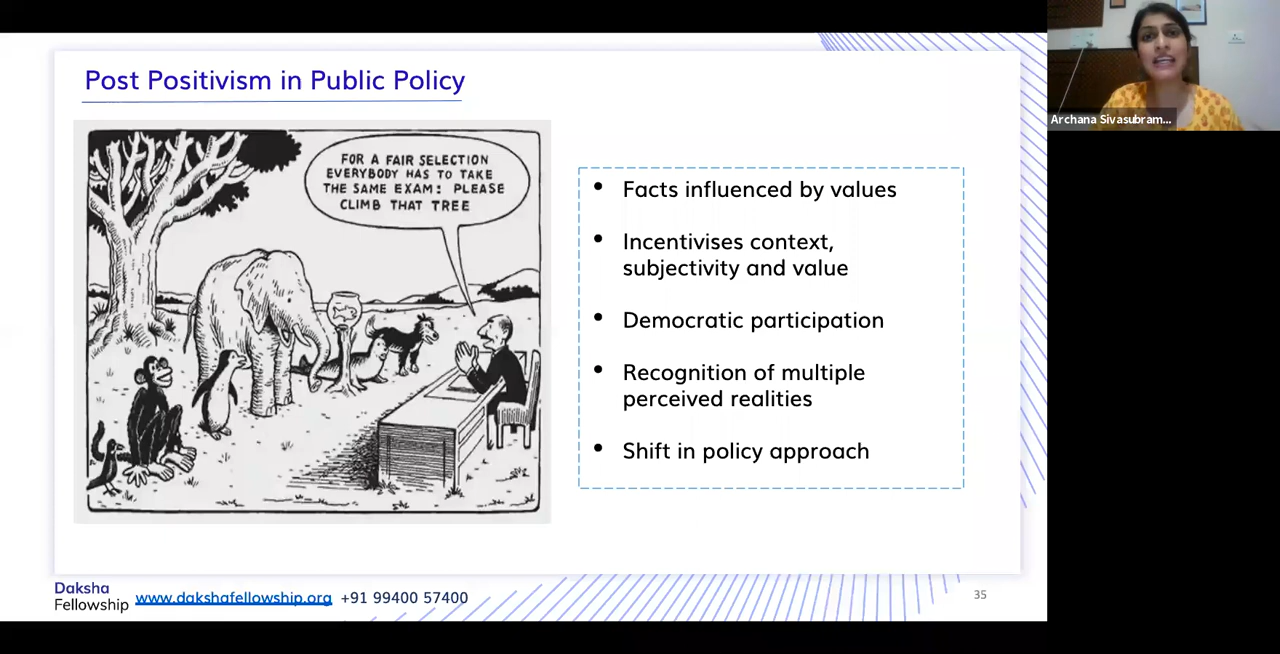 Post Positivism in Public Policy
FOR A FAIR SELECTION
EVERYBODY HAS TO TAKE
THE SAME EXAM: PLEASE
CLIMB THAT TREE
• Facts influenced by values
• Incentivises context,
subjectivity and value
• Democratic participation
• Recognition of multiple
perceived realities
• Shift in policy approach
Daksha
Fellowship
www.dakshafellowship.org +91 99400 57400
35
Archana Sivasubram...